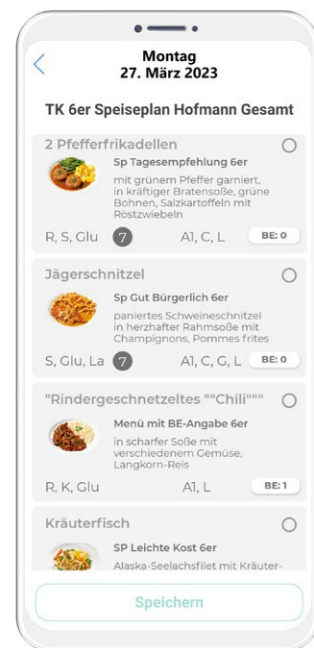 Montag
27. März 2023
TK 6er Speiseplan Hofmann Gesamt
2 Pfefferfrikadellen
Sp Tagesempfehlung 6er
mit grünem Pfeffer garniert,
in kräftiger Bratensoße, grüne
Bohnen, Salzkartoffeln mit
Röstzwiebeln
R, S, Glu 7 A1, C, L BE: 0
Jägerschnitzel
Sp Gut Bürgerlich 6er
paniertes Schweineschnitzel
in herzhafter Rahmsoße mit
Champignons, Pommes frites
S, Glu, La 7 A1, C, G, L BE: 0
"Rindergeschnetzeltes ""Chili"""
Menü mit BE-Angabe 6er
in scharfer Soße mit
verschiedenem Gemüse,
Langkorn-Reis
R, K, Glu A1, L BE: 1
Kräuterfisch
SP Leichte Kost 6er
Alaska-Seelachsfilet mit Kräuter-
Speichern